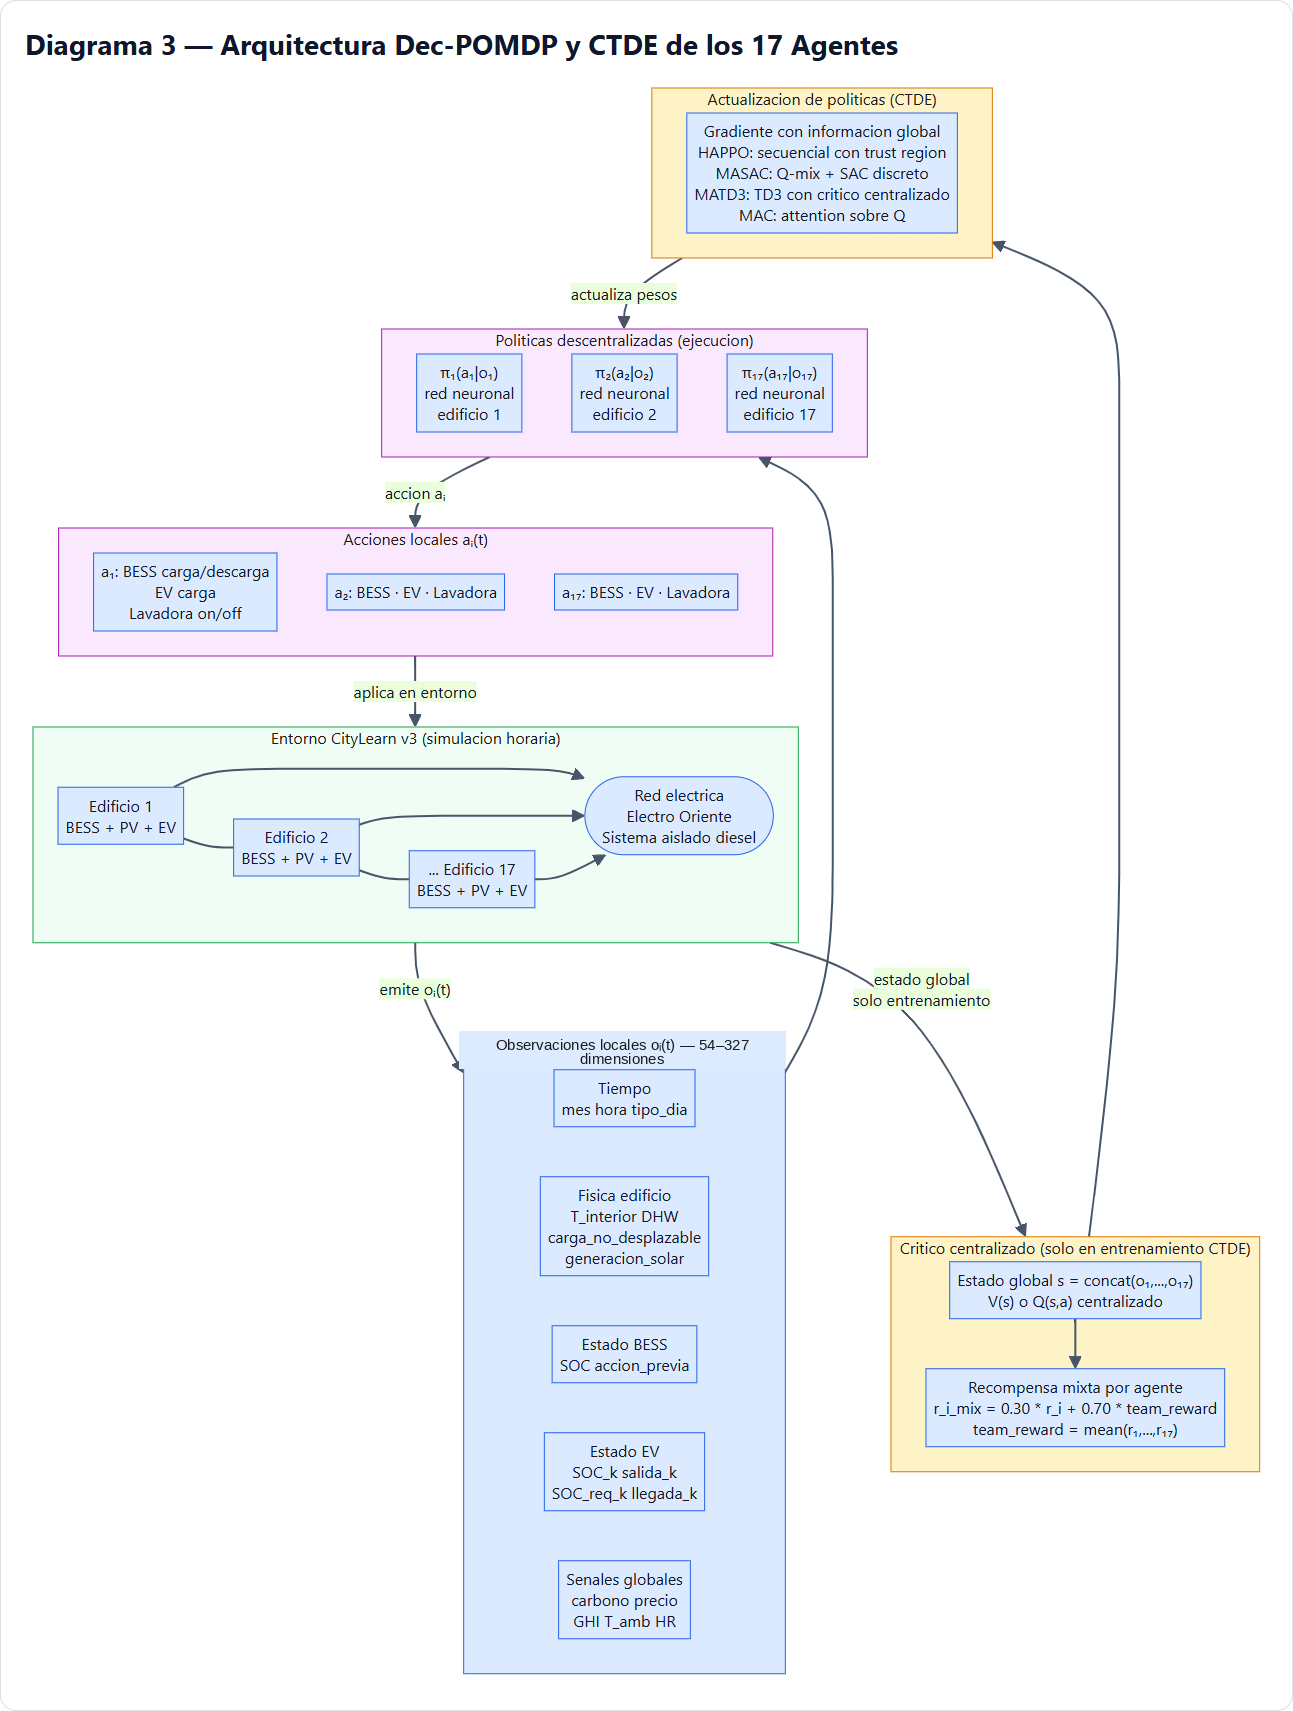 Diagrama 3 — Arquitectura Dec-POMDP y CTDE de los 17 Agentes
Actualizacion de politicas (CTDE)
Gradiente con informacion global
HAPPO: secuencial con trust region
MASAC: Q-mix + SAC discreto
MATD3: TD3 con critico centralizado
MAC: attention sobre Q
actualiza pesos
Politicas descentralizadas (ejecucion)
π₁(a₁|o₁)
red neuronal
edificio 1
π₂(a₂|o₂)
red neuronal
edificio 2
π₁₇(a₁₇|o₁₇)
red neuronal
edificio 17
accion aᵢ
Acciones locales aᵢ(t)
a₁: BESS carga/descarga
EV carga
Lavadora on/off
a₂: BESS · EV · Lavadora
a₁₇: BESS · EV · Lavadora
aplica en entorno
Entorno CityLearn v3 (simulacion horaria)
Edificio 1
BESS + PV + EV
Edificio 2
BESS + PV + EV
... Edificio 17
BESS + PV + EV
Red electrica
Electro Oriente
Sistema aislado diesel
emite oᵢ(t)
estado global
solo entrenamiento
Observaciones locales oᵢ(t) — 54–327
dimensiones
Tiempo
mes hora tipo_dia
Fisica edificio
T_interior DHW
carga_no_desplazable
generacion_solar
Estado BESS
SOC accion_previa
Estado EV
SOC_k salida_k
SOC_req_k llegada_k
Senales globales
carbono precio
GHI T_amb HR
Critico centralizado (solo en entrenamiento CTDE)
Estado global s = concat(o₁,...,o₁₇)
V(s) o Q(s,a) centralizado
Recompensa mixta por agente
r_i_mix = 0.30 * r_i + 0.70 * team_reward
team_reward = mean(r₁,...,r₁₇)